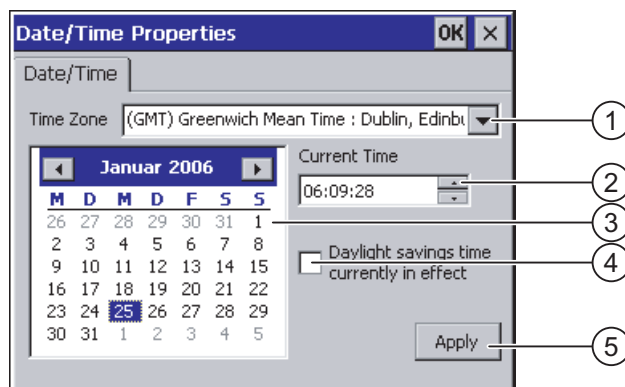 Date/Time Properties OK ×
Date/Time
Time Zone (GMT) Greenwich Mean Time : Dublin, Edinbu
1
Januar 2006
Current Time
06:09:28
2
M D M D F S S
26 27 28 29 30 31 1
3
2 3 4 5 6 7 8
Daylight savings time
currently in effect
4
9 10 11 12 13 14 15
16 17 18 19 20 21 22
23 24 25 26 27 28 29
30 31 1 2 3 4 5
Apply
5